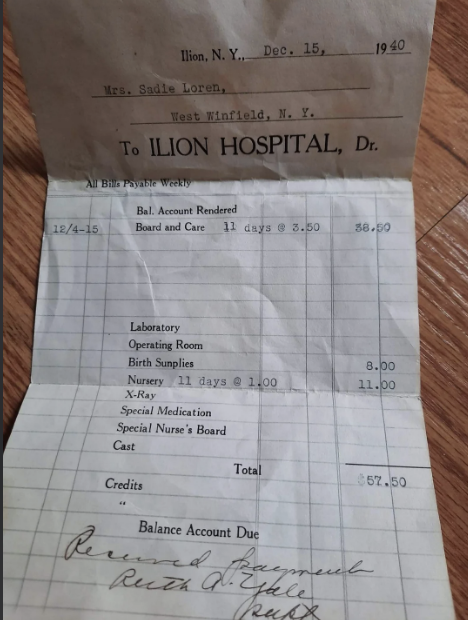 Ilion, N. Y., Dec. 15, 1940
Mrs. Sadie Loren,
West Winfield, N. Y.
To ILION HOSPITAL, Dr.
All Bills Payable Weekly
Bal. Account Rendered
12/4-15 Board and Care 11 days @ 3.50 38.50
Laboratory
Operating Room
Birth Supplies 8.00
Nursery 11 days @ 1.00 11.00
X-Ray
Special Medication
Special Nurse's Board
Cast
Total $57.50
Credits
"
Balance Account Due
Received payment
Ruth A. Yale
Supt